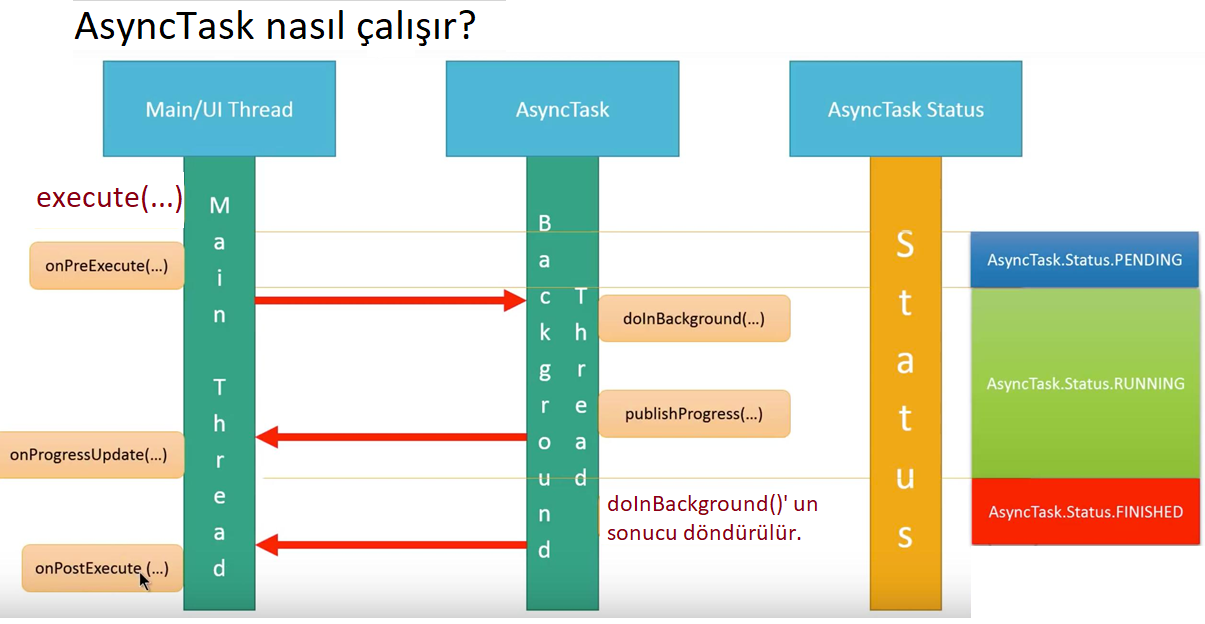 AsyncTask nasıl çalışır?
Main/UI Thread
AsyncTask
AsyncTask Status
execute(...)
Main Thread
Background
Thread
Status
onPreExecute(...)
AsyncTask.Status.PENDING
doInBackground(...)
AsyncTask.Status.RUNNING
publishProgress(...)
onProgressUpdate(...)
doInBackground()' un
sonucu döndürülür.
AsyncTask.Status.FINISHED
onPostExecute (...)